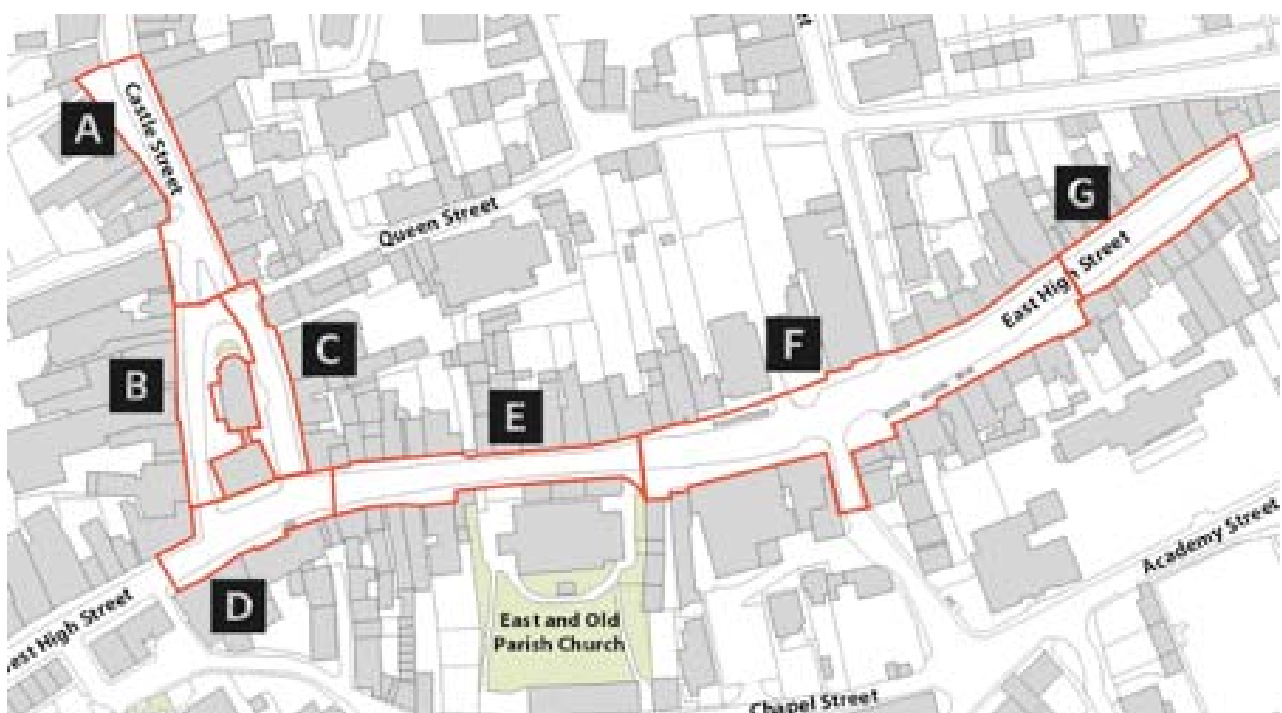 A
Castle Street
Queen Street
G
East High Street
B
C
F
E
D
West High Street
East and Old
Parish Church
Academy Street
Chapel Street